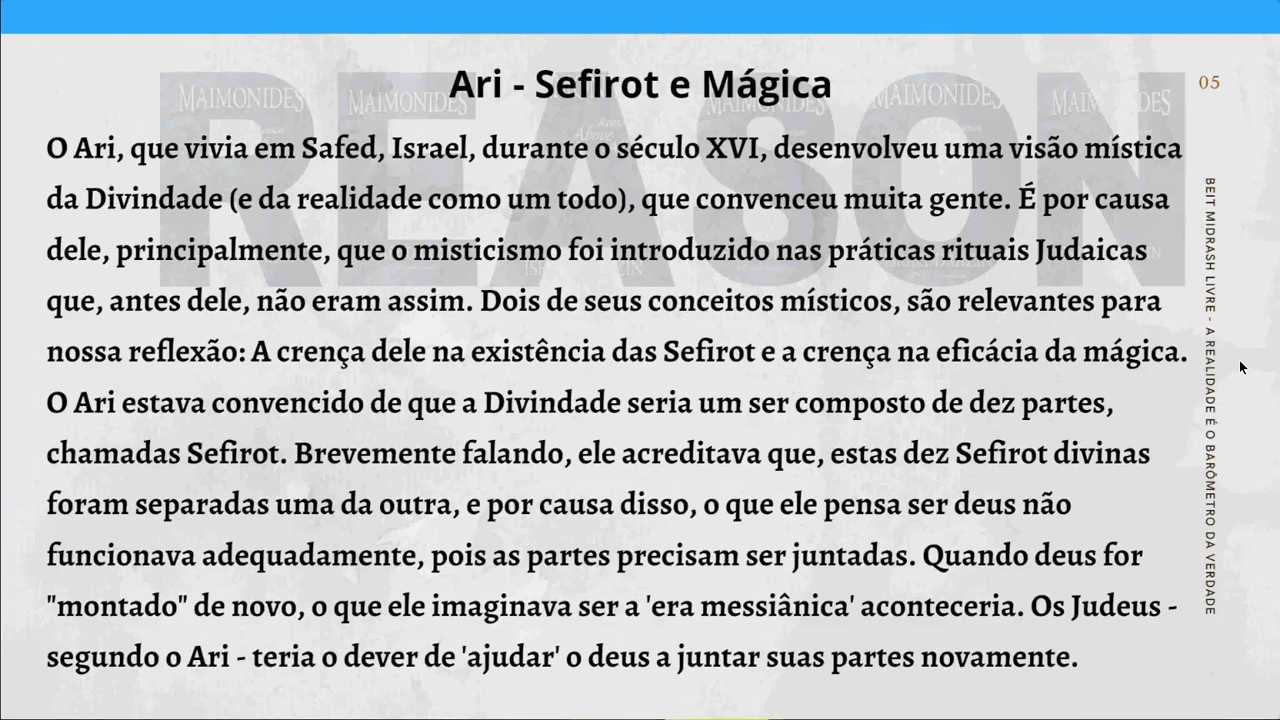 REASON
MAIMONIDES MAIMONIDES MAIMONIDES MAIMONIDES
Ari - Sefirot e Mágica
05
O Ari, que vivia em Safed, Israel, durante o século XVI, desenvolveu uma visão mística
da Divindade (e da realidade como um todo), que convenceu muita gente. É por causa
dele, principalmente, que o misticismo foi introduzido nas práticas rituais Judaicas
que, antes dele, não eram assim. Dois de seus conceitos místicos, são relevantes para
nossa reflexão: A crença dele na existência das Sefirot e a crença na eficácia da mágica.
O Ari estava convencido de que a Divindade seria um ser composto de dez partes,
chamadas Sefirot. Brevemente falando, ele acreditava que, estas dez Sefirot divinas
foram separadas uma da outra, e por causa disso, o que ele pensa ser deus não
funcionava adequadamente, pois as partes precisam ser juntadas. Quando deus for
"montado" de novo, o que ele imaginava ser a 'era messiânica' aconteceria. Os Judeus -
segundo o Ari - teria o dever de 'ajudar' o deus a juntar suas partes novamente.
BEIT MIDRASH LIVRE - A REALIDADE É O BARÔMETRO DA VERDADE